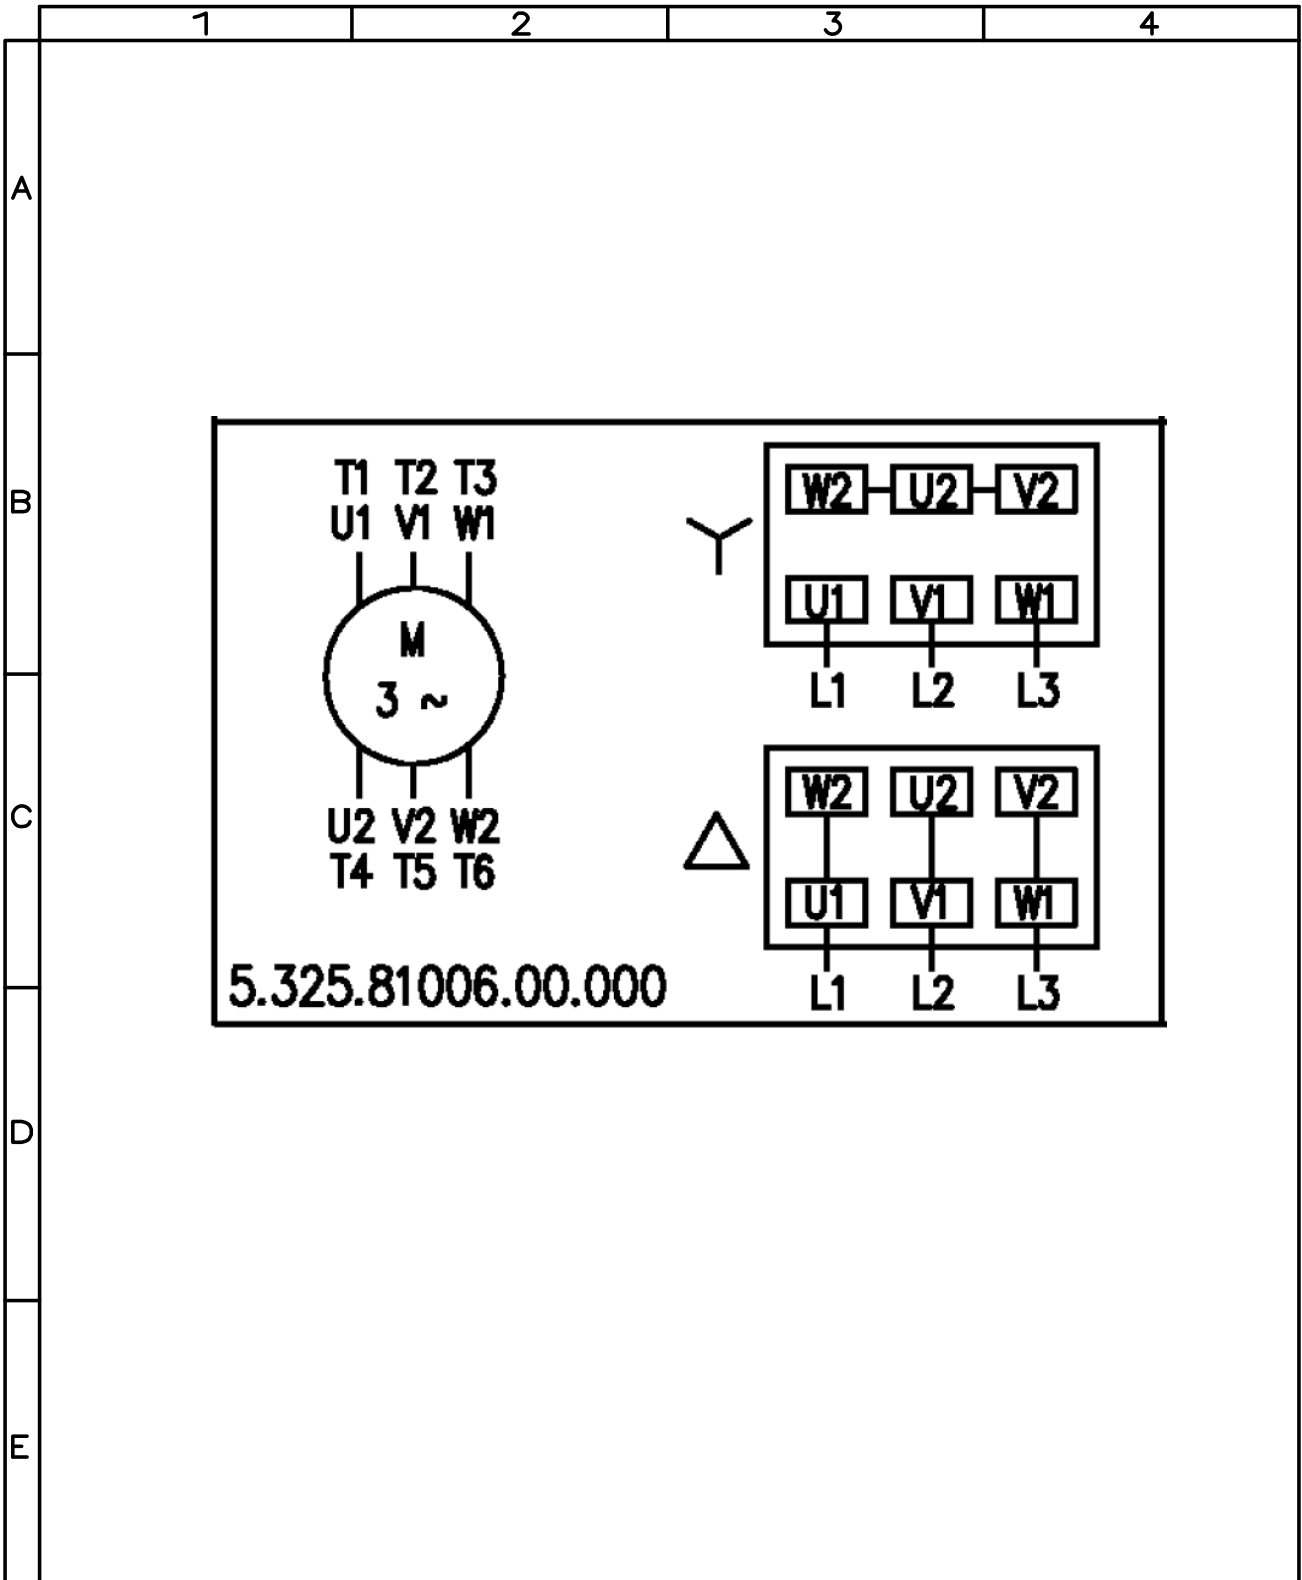 1 2 3 4
A
B
C
D
E
T1 T2 T3
U1 V1 W1
M
3 ~
U2 V2 W2
T4 T5 T6
5.325.81006.00.000
W2 U2 V2
U1 V1 W1
L1 L2 L3
W2 U2 V2
U1 V1 W1
L1 L2 L3